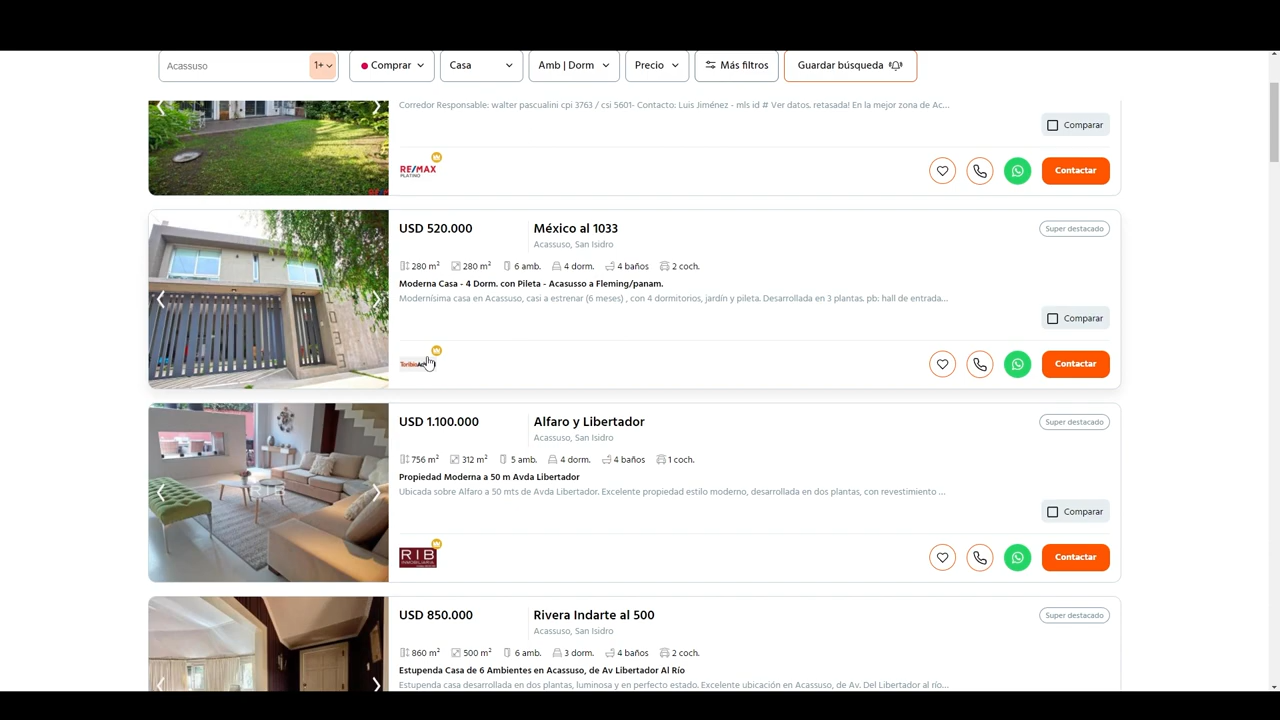 Acassuso
1+
Comprar
Casa
Amb | Dorm
Precio
Más filtros
Guardar búsqueda
Corredor Responsable: walter pascualini cpi 3763 / csi 5601- Contacto: Luis Jiménez - mls id # Ver datos. retasada! En la mejor zona de Ac...
Comparar
RE/MAX
PLATINO
Contactar
USD 520.000
México al 1033
Super destacado
Acassuso, San Isidro
280 m²
280 m²
6 amb.
4 dorm.
4 baños
2 coch.
Moderna Casa - 4 Dorm. con Pileta - Acasusso a Fleming/panam.
Modernísima casa en Acassuso, casi a estrenar (6 meses) , con 4 dormitorios, jardín y pileta. Desarrollada en 3 plantas. pb: hall de entrada...
Comparar
Contactar
USD 1.100.000
Alfaro y Libertador
Super destacado
Acassuso, San Isidro
756 m²
312 m²
5 amb.
4 dorm.
4 baños
1 coch.
Propiedad Moderna a 50 m Avda Libertador
Ubicada sobre Alfaro a 50 mts de Avda Libertador. Excelente propiedad estilo moderno, desarrollada en dos plantas, con revestimiento ...
Comparar
RIB
Contactar
USD 850.000
Rivera Indarte al 500
Super destacado
Acassuso, San Isidro
860 m²
500 m²
6 amb.
3 dorm.
4 baños
2 coch.
Estupenda Casa de 6 Ambientes en Acassuso, de Av Libertador Al Río
Estupenda casa desarrollada en dos plantas, luminosa y en perfecto estado. Excelente ubicación en Acassuso, de Av. Del Libertador al río...